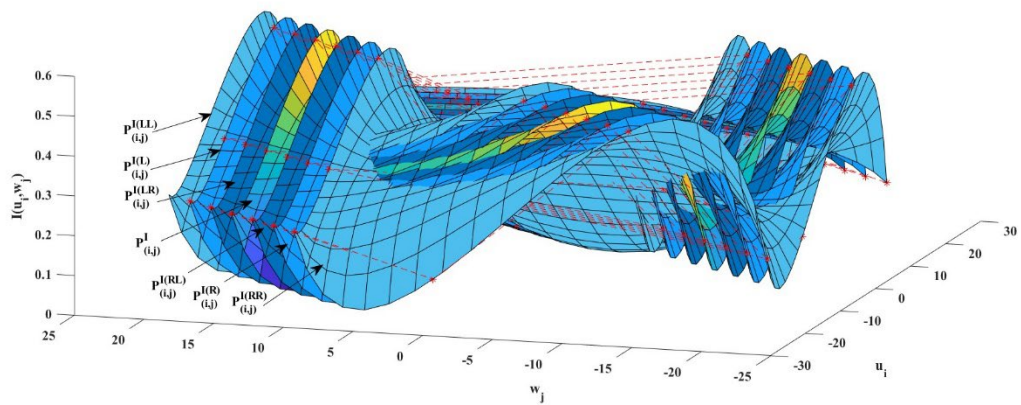 0.6
0.5
0.4
0.3
0.2
0.1
0
I(u_i,w_j)
P^{I(LL)}_{(i,j)}
P^{I(L)}_{(i,j)}
P^{I(LR)}_{(i,j)}
P^{I}_{(i,j)}
P^{I(RL)}_{(i,j)}
P^{I(R)}_{(i,j)}
P^{I(RR)}_{(i,j)}
25
20
15
10
5
0
-5
-10
-15
-20
-25
w_j
-30
-20
-10
0
10
20
30
u_i